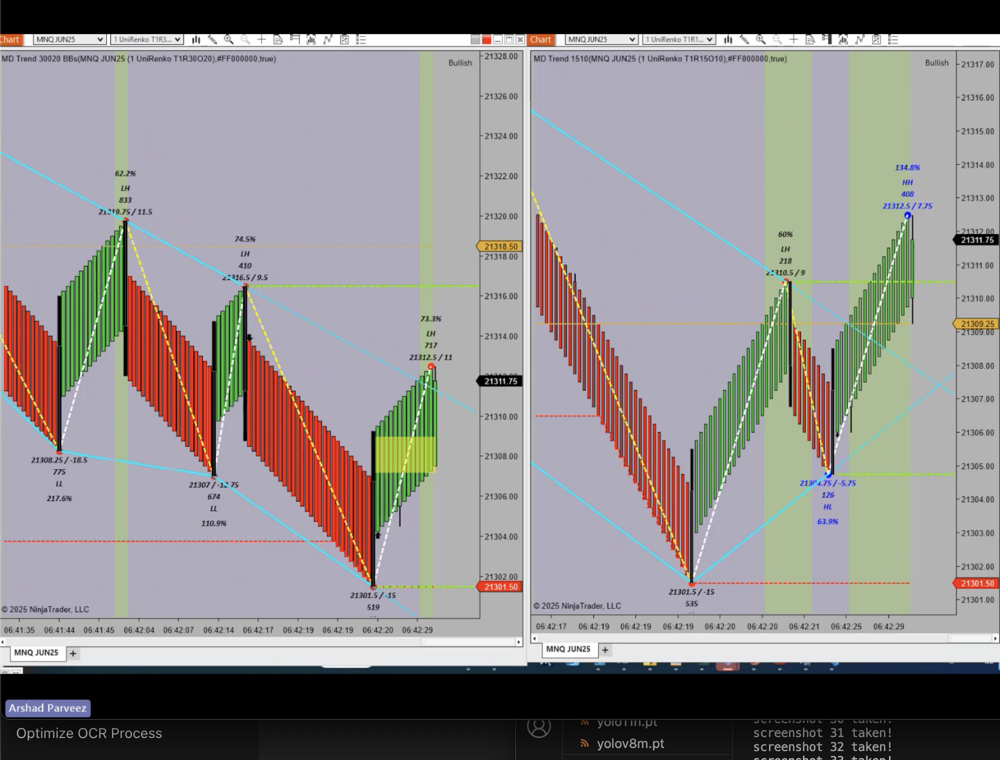 Chart
MNQ JUN25
1 UniRenko T1R3...
MD Trend 30020 BBs(MNQ JUN25 (1 UniRenko T1R30O20),#FF000000,true)
Bullish
62.2%
LH
833
21319.75 / 11.5
74.5%
LH
410
21316.5 / 9.5
73.3%
LH
717
21312.5 / 11
21308.25 / -18.5
775
LL
217.6%
21307 / -12.75
674
LL
110.9%
21301.5 / -15
519
21328.00
21326.00
21324.00
21322.00
21320.00
21318.50
21318.00
21316.00
21314.00
21311.75
21310.00
21308.00
21306.00
21304.00
21302.00
21301.50
© 2025 NinjaTrader, LLC
06:41:35 06:41:44 06:41:45 06:42:04 06:42:07 06:42:14 06:42:17 06:42:19 06:42:19 06:42:20 06:42:29
MNQ JUN25 +
Chart
MNQ JUN25
1 UniRenko T1R1...
MD Trend 1510(MNQ JUN25 (1 UniRenko T1R15O10),#FF000000,true)
Bullish
134.8%
HH
408
21312.5 / 7.75
60%
LH
218
21310.5 / 9
21304.75 / -5.75
126
HL
63.9%
21301.5 / -15
535
21317.00
21316.00
21315.00
21314.00
21313.00
21311.75
21311.00
21310.00
21309.25
21309.00
21308.00
21307.00
21306.00
21305.00
21304.00
21303.00
21302.00
21301.50
21301.00
© 2025 NinjaTrader, LLC
06:42:17 06:42:19 06:42:19 06:42:19 06:42:20 06:42:20 06:42:21 06:42:25 06:42:29
MNQ JUN25 +
Arshad Parveez
Optimize OCR Process
yolo11m.pt
yolov8m.pt
screenshot 30 taken!
screenshot 31 taken!
screenshot 32 taken!
screenshot 33 taken!